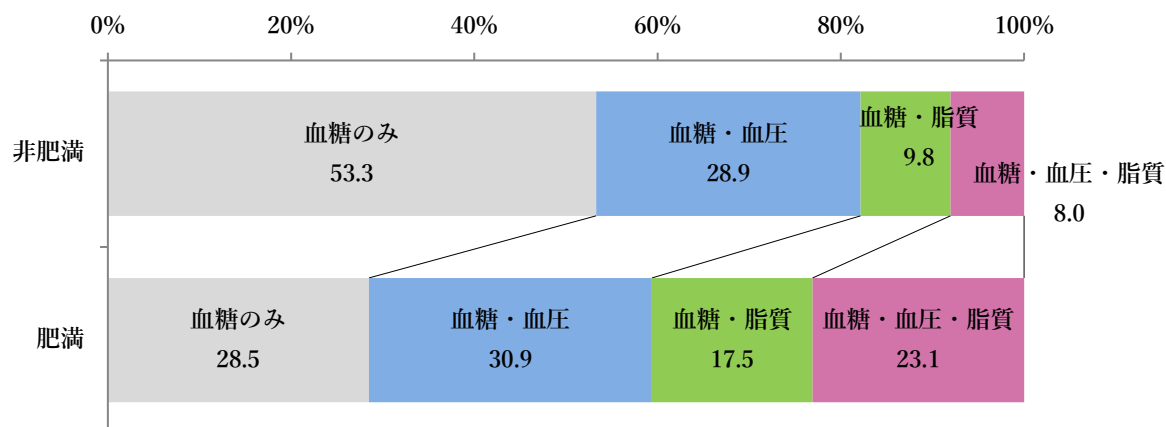 0% 20% 40% 60% 80% 100%
非肥満
血糖のみ
53.3
血糖・血圧
28.9
血糖・脂質
9.8
血糖・血圧・脂質
8.0
肥満
血糖のみ
28.5
血糖・血圧
30.9
血糖・脂質
17.5
血糖・血圧・脂質
23.1